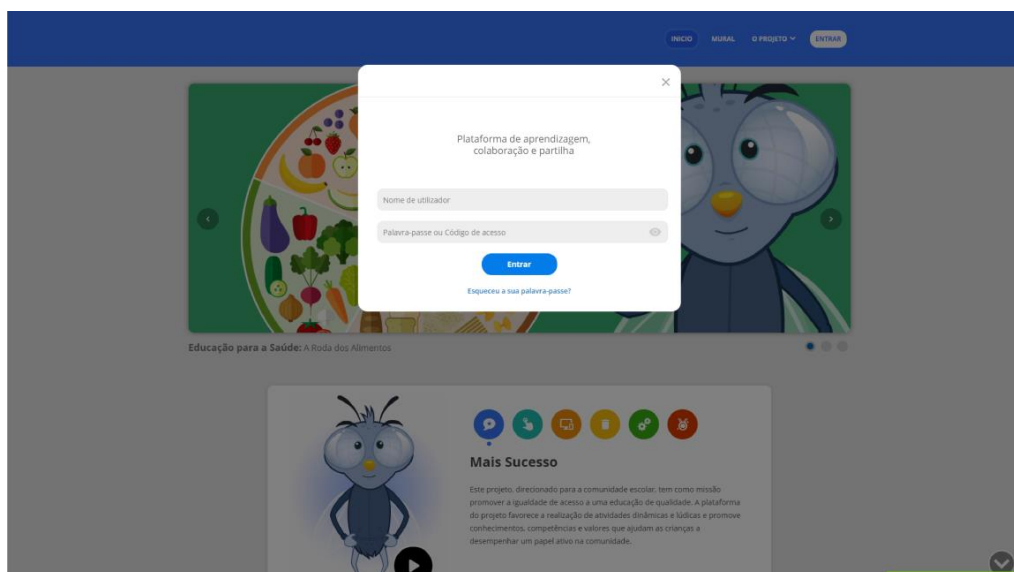 INICIO MURAL O PROJETO ENTRAR
Plataforma de aprendizagem,
colaboração e partilha
Nome de utilizador
Palavra-passe ou Código de acesso
Entrar
Esqueceu a sua palavra-passe?
Educação para a Saúde: A Roda dos Alimentos
Mais Sucesso
Este projeto, direcionado para a comunidade escolar, tem como missão
promover a igualdade de acesso a uma educação de qualidade. A plataforma
do projeto favorece a realização de atividades dinâmicas e lúdicas e promove
conhecimentos, competências e valores que ajudam as crianças a
desempenhar um papel ativo na comunidade.